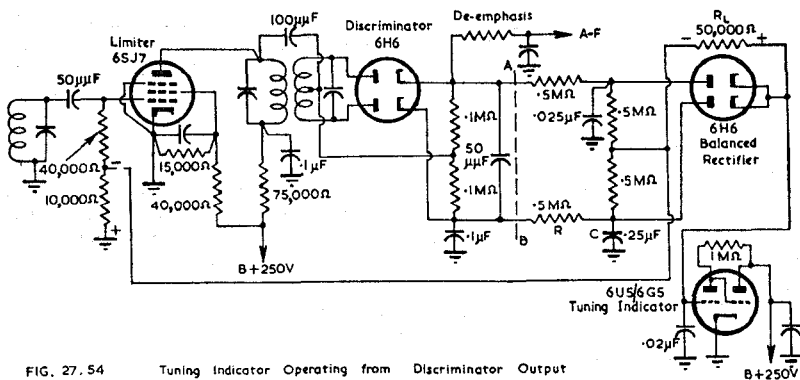 Limiter
6SJ7
50μμF
40,000Ω
10,000Ω
-
+
15,000Ω
40,000Ω
100μμF
·1μF
75,000Ω
B+250V
Discriminator
6H6
De-emphasis
A-F
A
·1MΩ
50
μμF
·1MΩ
·1μF
B
·5MΩ
·5MΩ
R
·025μF
·5MΩ
·5MΩ
C
·25μF
RL
50,000Ω
-
+
6H6
Balanced
Rectifier
6U5/6G5
Tuning Indicator
1MΩ
·02μF
B+250V
FIG. 27.54 Tuning Indicator Operating from Discriminator Output